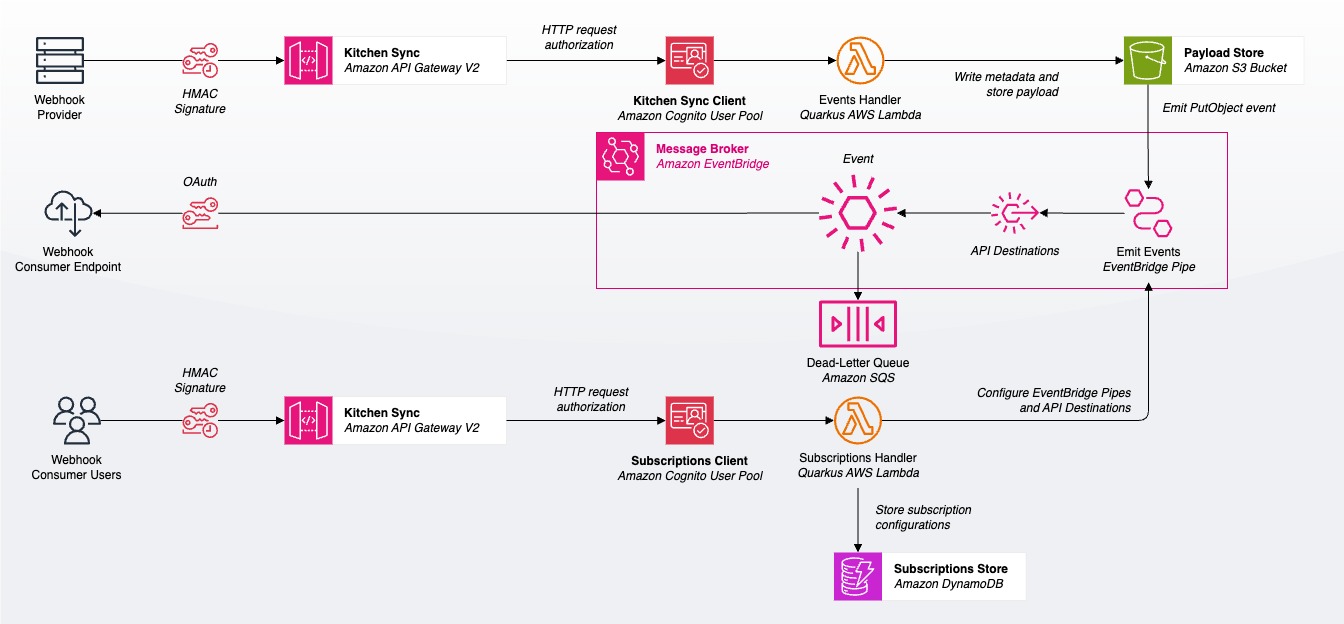 HTTP request
authorization
Kitchen Sync
Amazon API Gateway V2
Payload Store
Amazon S3 Bucket
Webhook
Provider
HMAC
Signature
Kitchen Sync Client
Amazon Cognito User Pool
Events Handler
Quarkus AWS Lambda
Write metadata and
store payload
Emit PutObject event
Message Broker
Amazon EventBridge
Event
OAuth
Webhook
Consumer Endpoint
API Destinations
Emit Events
EventBridge Pipe
Dead-Letter Queue
Amazon SQS
HMAC
Signature
HTTP request
authorization
Configure EventBridge Pipes
and API Destinations
Kitchen Sync
Amazon API Gateway V2
Webhook
Consumer Users
Subscriptions Client
Amazon Cognito User Pool
Subscriptions Handler
Quarkus AWS Lambda
Store subscription
configurations
Subscriptions Store
Amazon DynamoDB